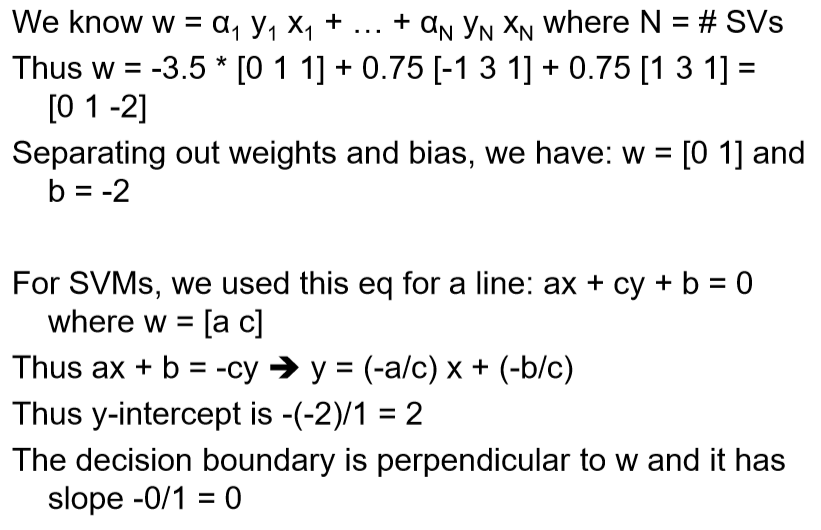 We know w = α₁ y₁ x₁ + … + αN yN xN where N = # SVs
Thus w = -3.5 * [0 1 1] + 0.75 [-1 3 1] + 0.75 [1 3 1] =
[0 1 -2]
Separating out weights and bias, we have: w = [0 1] and
b = -2
For SVMs, we used this eq for a line: ax + cy + b = 0
where w = [a c]
Thus ax + b = -cy ➔ y = (-a/c) x + (-b/c)
Thus y-intercept is -(-2)/1 = 2
The decision boundary is perpendicular to w and it has
slope -0/1 = 0